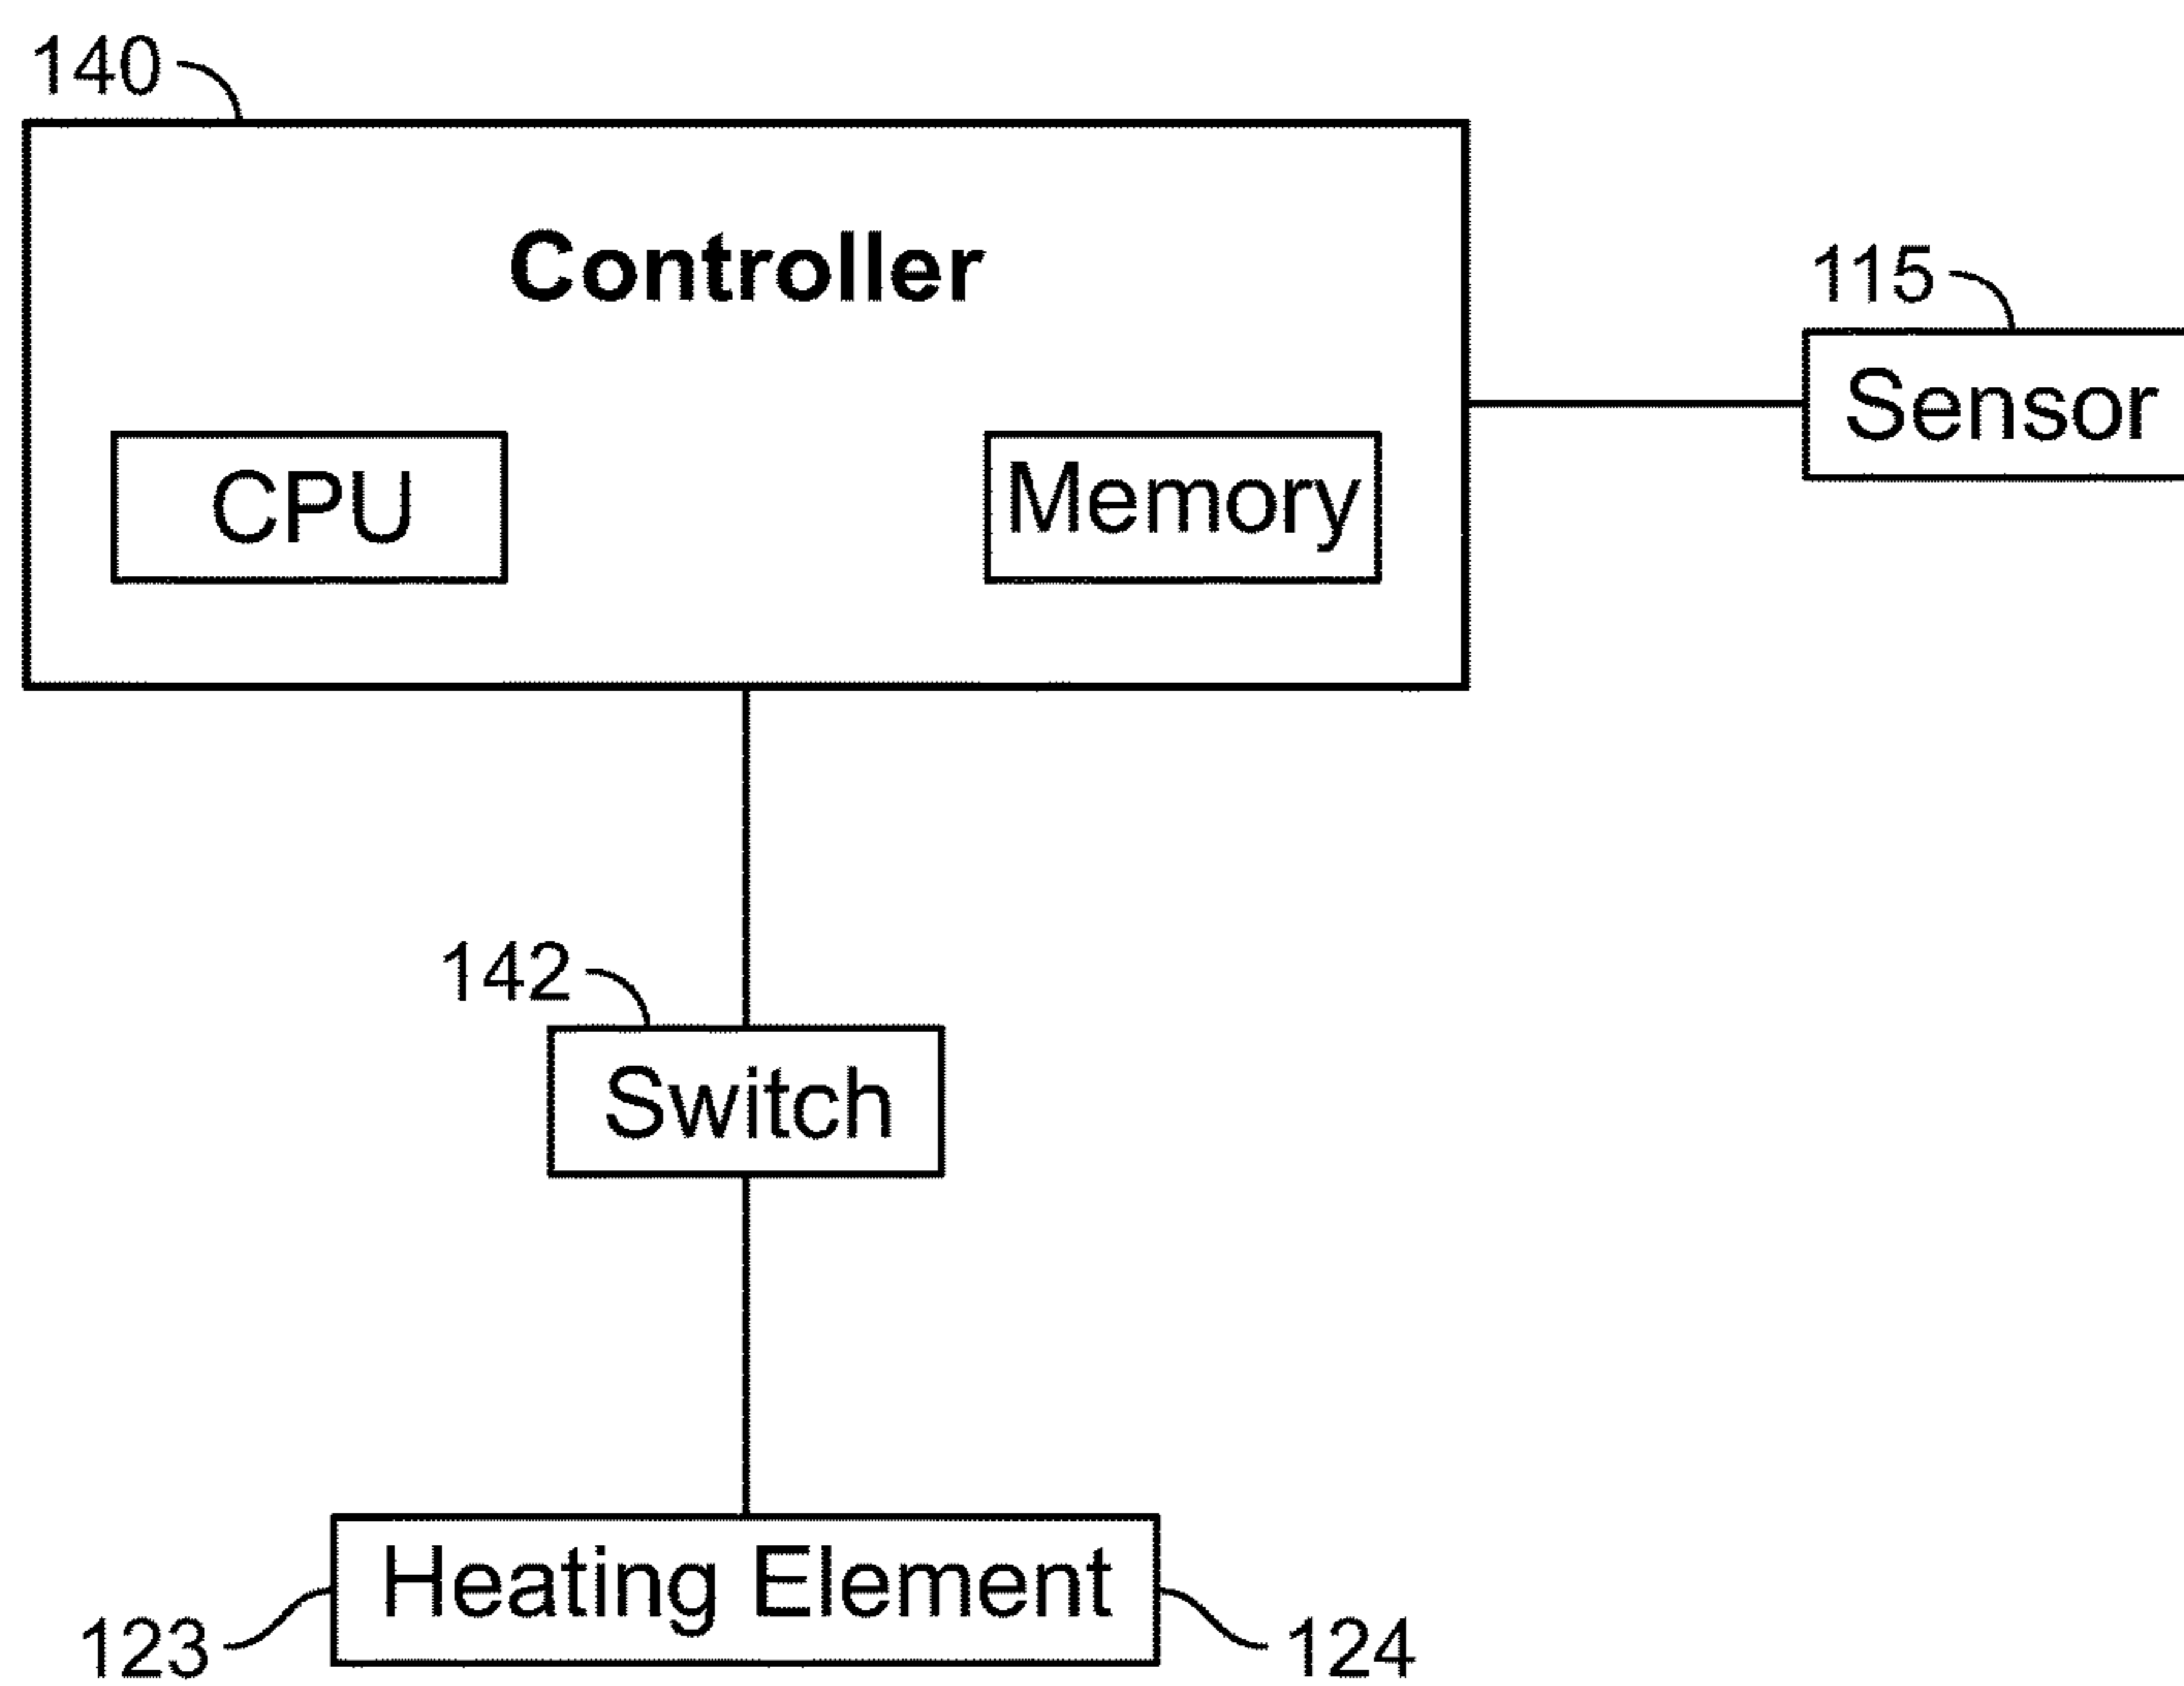 140
Controller
115
Sensor
CPU
Memory
142
Switch
Heating Element
123
124